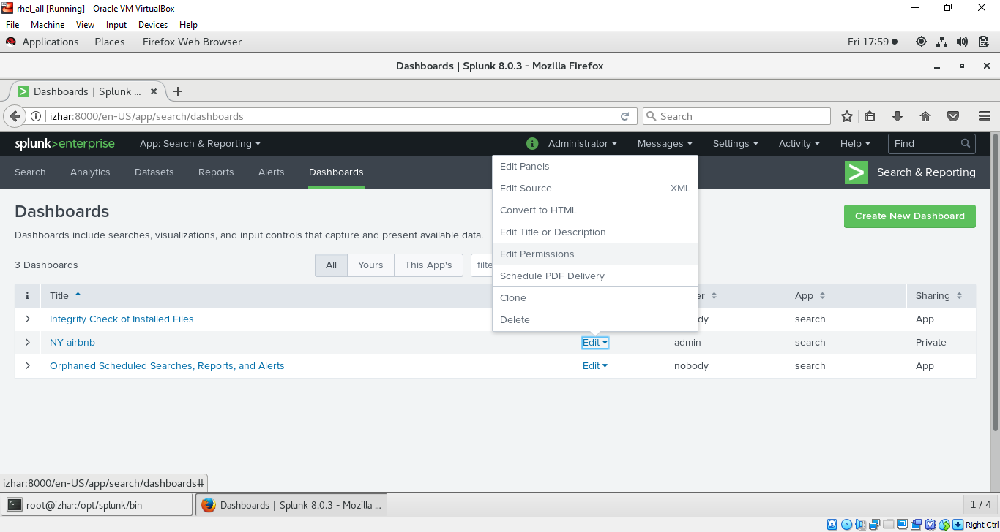 rhel_all [Running] - Oracle VM VirtualBox
File Machine View Input Devices Help
Applications Places Firefox Web Browser Fri 17:59
Dashboards | Splunk 8.0.3 - Mozilla Firefox
Dashboards | Splunk ...
izhar:8000/en-US/app/search/dashboards Search
splunk>enterprise App: Search & Reporting i Administrator Messages Settings Activity Help Find
Search Analytics Datasets Reports Alerts Dashboards Search & Reporting
Edit Panels
Edit Source XML
Convert to HTML
Edit Title or Description
Edit Permissions
Schedule PDF Delivery
Clone
Delete
Dashboards Create New Dashboard
Dashboards include searches, visualizations, and input controls that capture and present available data.
3 Dashboards All Yours This App's filte
i Title er App Sharing
Integrity Check of Installed Files dy search App
NY airbnb Edit admin search Private
Orphaned Scheduled Searches, Reports, and Alerts Edit nobody search App
izhar:8000/en-US/app/search/dashboards#
root@izhar:/opt/splunk/bin Dashboards | Splunk 8.0.3 - Mozilla ... 1 / 4
Right Ctrl